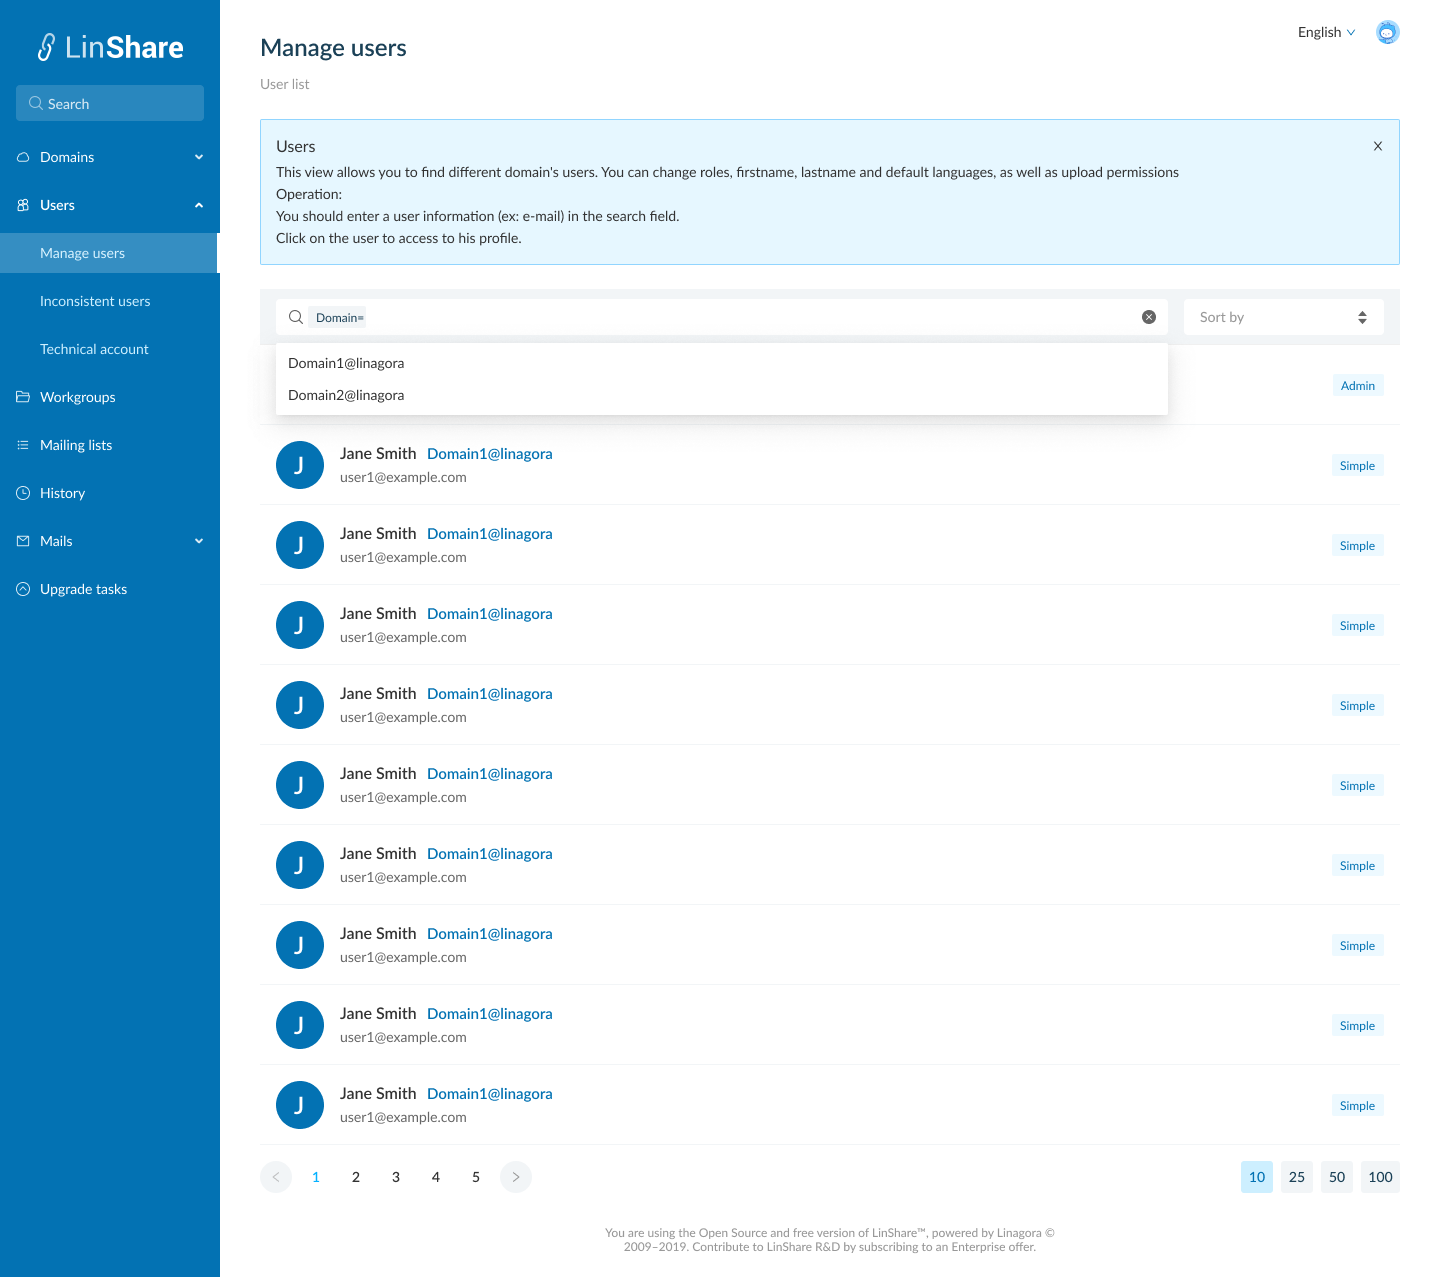 LinShare
Search
Domains
Users
Manage users
Inconsistent users
Technical account
Workgroups
Mailing lists
History
Mails
Upgrade tasks
English
Manage users
User list
Users
X
This view allows you to find different domain's users. You can change roles, firstname, lastname and default languages, as well as upload permissions
Operation:
You should enter a user information (ex: e-mail) in the search field.
Click on the user to access to his profile.
Domain=
Sort by
Domain1@linagora
Domain2@linagora
Admin
J
Jane Smith Domain1@linagora
user1@example.com
Simple
J
Jane Smith Domain1@linagora
user1@example.com
Simple
J
Jane Smith Domain1@linagora
user1@example.com
Simple
J
Jane Smith Domain1@linagora
user1@example.com
Simple
J
Jane Smith Domain1@linagora
user1@example.com
Simple
J
Jane Smith Domain1@linagora
user1@example.com
Simple
J
Jane Smith Domain1@linagora
user1@example.com
Simple
J
Jane Smith Domain1@linagora
user1@example.com
Simple
J
Jane Smith Domain1@linagora
user1@example.com
Simple
< 1 2 3 4 5 >
10 25 50 100
You are using the Open Source and free version of LinShare™, powered by Linagora ©
2009–2019. Contribute to LinShare R&D by subscribing to an Enterprise offer.